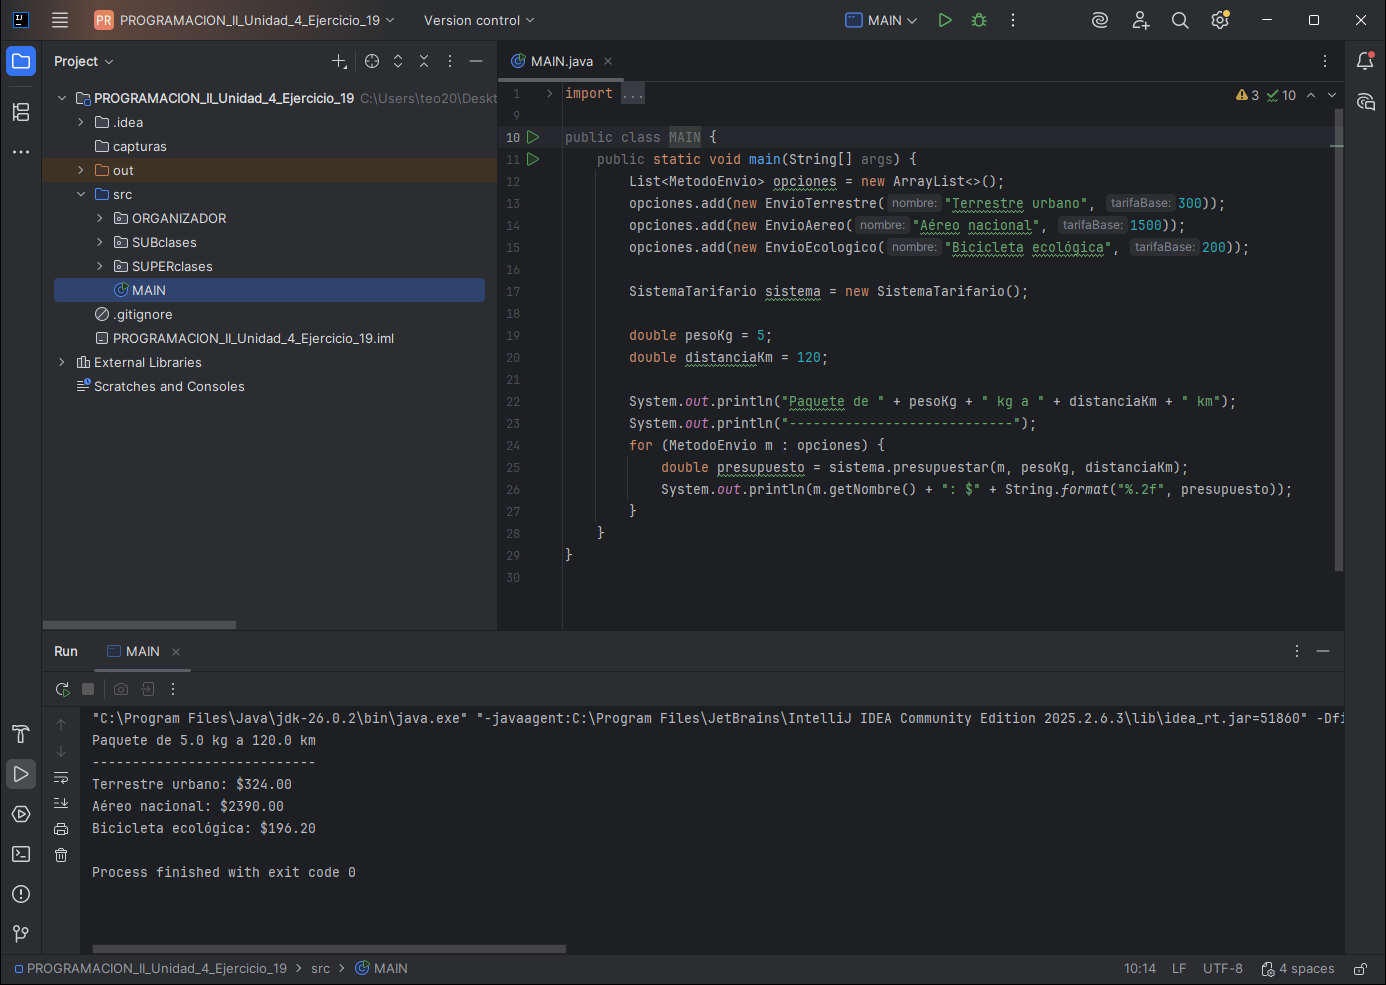 PR PROGRAMACION_II_Unidad_4_Ejercicio_19 Version control MAIN
Project
PROGRAMACION_II_Unidad_4_Ejercicio_19 C:\Users\teo20\Deskt
.idea
capturas
out
src
ORGANIZADOR
SUBclases
SUPERclases
MAIN
.gitignore
PROGRAMACION_II_Unidad_4_Ejercicio_19.iml
External Libraries
Scratches and Consoles
MAIN.java
3 10
1 import ...
9
10 public class MAIN {
11 public static void main(String[] args) {
12 List<MetodoEnvio> opciones = new ArrayList<>();
13 opciones.add(new EnvioTerrestre( nombre: "Terrestre urbano", tarifaBase: 300));
14 opciones.add(new EnvioAereo( nombre: "Aéreo nacional", tarifaBase: 1500));
15 opciones.add(new EnvioEcologico( nombre: "Bicicleta ecológica", tarifaBase: 200));
16
17 SistemaTarifario sistema = new SistemaTarifario();
18
19 double pesoKg = 5;
20 double distanciaKm = 120;
21
22 System.out.println("Paquete de " + pesoKg + " kg a " + distanciaKm + " km");
23 System.out.println("----------------------------");
24 for (MetodoEnvio m : opciones) {
25 double presupuesto = sistema.presupuestar(m, pesoKg, distanciaKm);
26 System.out.println(m.getNombre() + ": $" + String.format("%.2f", presupuesto));
27 }
28 }
29 }
30
Run MAIN
"C:\Program Files\Java\jdk-26.0.2\bin\java.exe" "-javaagent:C:\Program Files\JetBrains\IntelliJ IDEA Community Edition 2025.2.6.3\lib\idea_rt.jar=51860" -Dfi
Paquete de 5.0 kg a 120.0 km
----------------------------
Terrestre urbano: $324.00
Aéreo nacional: $2390.00
Bicicleta ecológica: $196.20
Process finished with exit code 0
PROGRAMACION_II_Unidad_4_Ejercicio_19 > src > MAIN 10:14 LF UTF-8 4 spaces